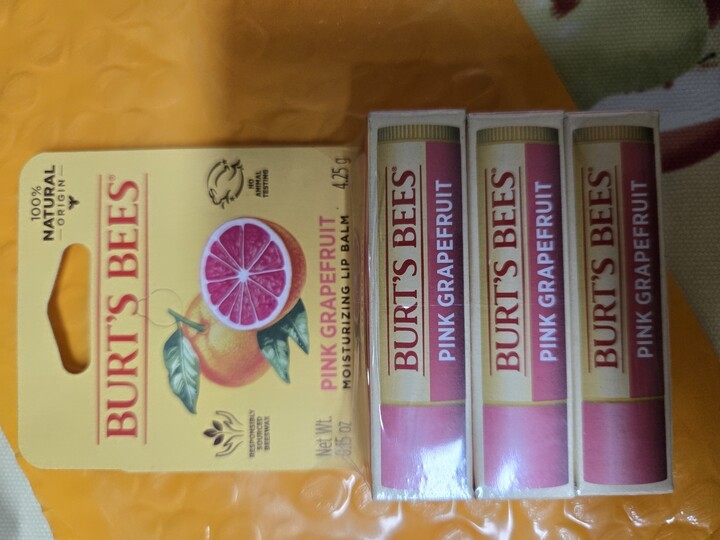 100%
NATURAL
ORIGIN
BURT'S BEES®
NO
ANIMAL
TESTING
RESPONSIBLY
SOURCED
BEESWAX
PINK GRAPEFRUIT
MOISTURIZING LIP BALM
Net Wt.
0.15 oz
4.25 g
BURT'S BEES®
PINK GRAPEFRUIT
BURT'S BEES®
PINK GRAPEFRUIT
BURT'S BEES®
PINK GRAPEFRUIT